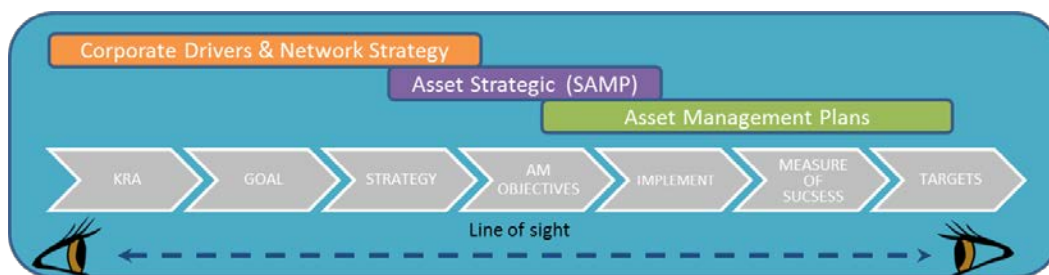 Corporate Drivers & Network Strategy
Asset Strategic (SAMP)
Asset Management Plans
KRA
GOAL
STRATEGY
AM
OBJECTIVES
IMPLEMENT
MEASURE
OF
SUCSESS
TARGETS
Line of sight